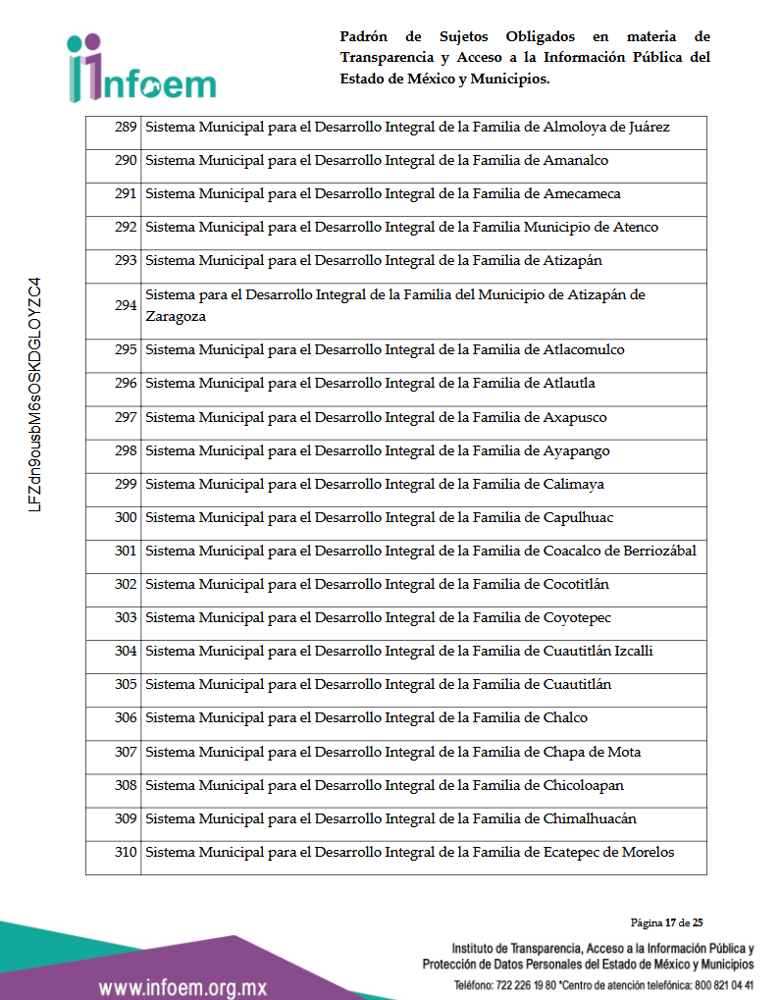 infoem
Padrón de Sujetos Obligados en materia de
Transparencia y Acceso a la Información Pública del
Estado de México y Municipios.
289 Sistema Municipal para el Desarrollo Integral de la Familia de Almoloya de Juárez
290 Sistema Municipal para el Desarrollo Integral de la Familia de Amanalco
291 Sistema Municipal para el Desarrollo Integral de la Familia de Amecameca
292 Sistema Municipal para el Desarrollo Integral de la Familia Municipio de Atenco
293 Sistema Municipal para el Desarrollo Integral de la Familia de Atizapán
294 Sistema para el Desarrollo Integral de la Familia del Municipio de Atizapán de
Zaragoza
295 Sistema Municipal para el Desarrollo Integral de la Familia de Atlacomulco
296 Sistema Municipal para el Desarrollo Integral de la Familia de Atlautla
297 Sistema Municipal para el Desarrollo Integral de la Familia de Axapusco
298 Sistema Municipal para el Desarrollo Integral de la Familia de Ayapango
299 Sistema Municipal para el Desarrollo Integral de la Familia de Calimaya
300 Sistema Municipal para el Desarrollo Integral de la Familia de Capulhuac
301 Sistema Municipal para el Desarrollo Integral de la Familia de Coacalco de Berriozábal
302 Sistema Municipal para el Desarrollo Integral de la Familia de Cocotitlán
303 Sistema Municipal para el Desarrollo Integral de la Familia de Coyotepec
304 Sistema Municipal para el Desarrollo Integral de la Familia de Cuautitlán Izcalli
305 Sistema Municipal para el Desarrollo Integral de la Familia de Cuautitlán
306 Sistema Municipal para el Desarrollo Integral de la Familia de Chalco
307 Sistema Municipal para el Desarrollo Integral de la Familia de Chapa de Mota
308 Sistema Municipal para el Desarrollo Integral de la Familia de Chicoloapan
309 Sistema Municipal para el Desarrollo Integral de la Familia de Chimalhuacán
310 Sistema Municipal para el Desarrollo Integral de la Familia de Ecatepec de Morelos
LFZdn9ousbM6sOSKDGLOYZC4
Página 17 de 25
Instituto de Transparencia, Acceso a la Información Pública y
Protección de Datos Personales del Estado de México y Municipios
Teléfono: 722 226 19 80 *Centro de atención telefónica: 800 821 04 41
www.infoem.org.mx